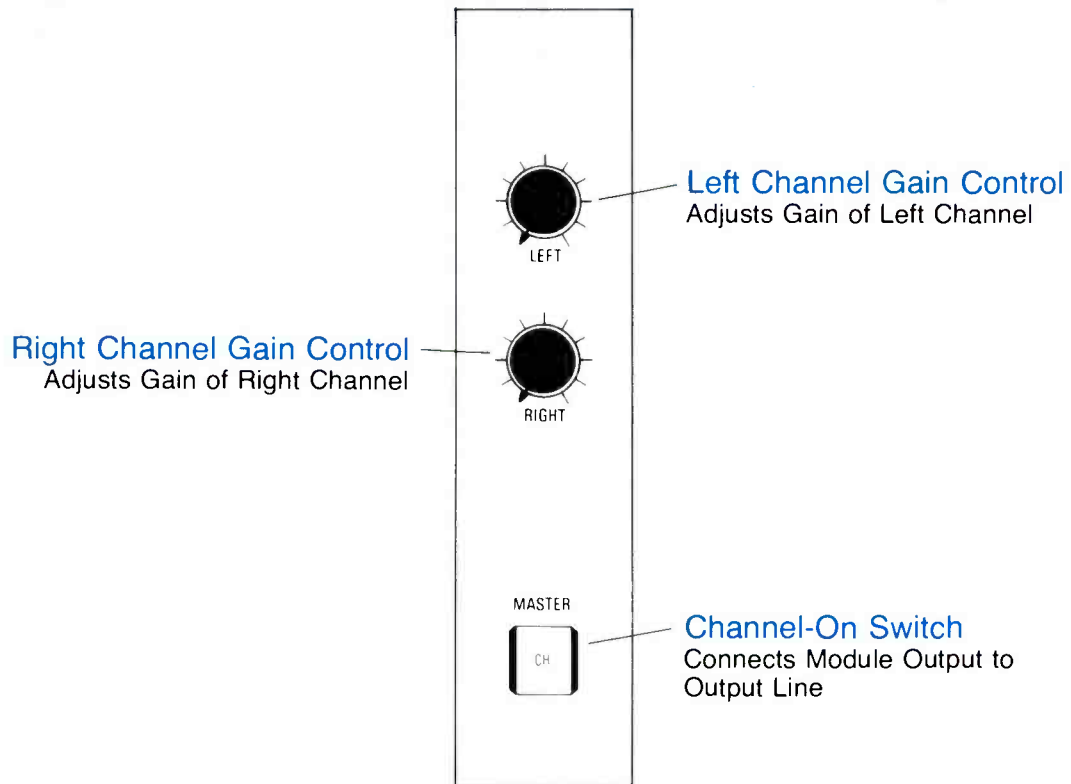 Left Channel Gain Control
Adjusts Gain of Left Channel
LEFT
Right Channel Gain Control
Adjusts Gain of Right Channel
RIGHT
MASTER
CH
Channel-On Switch
Connects Module Output to
Output Line